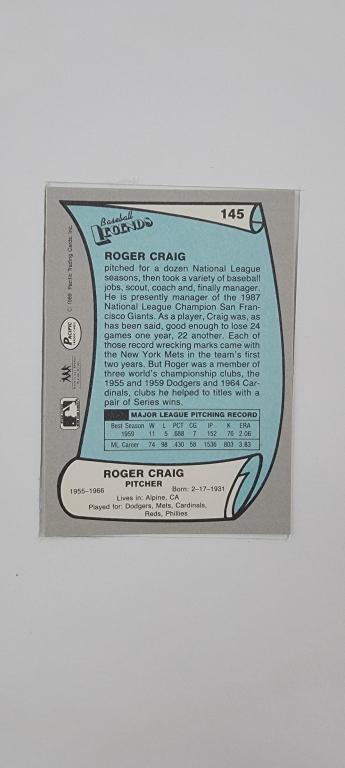 145
Baseball
LEGENDS
ROGER CRAIG
pitched for a dozen National League
seasons, then took a variety of baseball
jobs, scout, coach and, finally, manager.
He is presently manager of the 1987
National League Champion San Fran-
cisco Giants. As a player, Craig was, as
has been said, good enough to lose 24
games one year, 22 another. Each of
those record wrecking marks came with
the New York Mets in the team's first
two years. But Roger was a member of
three world's championship clubs, the
1955 and 1959 Dodgers and 1964 Car-
dinals, clubs he helped to titles with a
pair of Series wins.
MAJOR LEAGUE PITCHING RECORD
Best Season W L PCT CG IP K ERA
1959 11 5 .688 7 152 76 2.06
ML Career 74 98 .430 58 1536 803 3.83
ROGER CRAIG
PITCHER
1955-1966 Born: 2-17-1931
Lives in: Alpine, CA
Played for: Dodgers, Mets, Cardinals,
Reds, Phillies
© 1989 Pacific Trading Cards, Inc.
PACIFIC